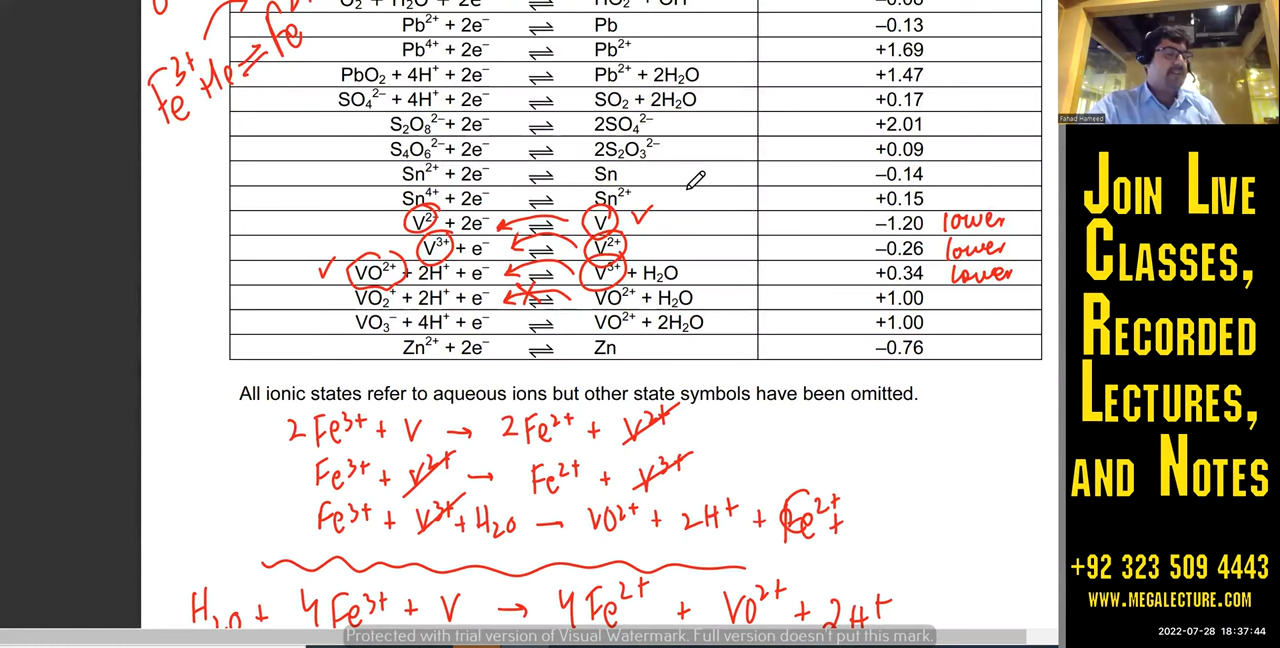 O₂ + H₂O + 2e⁻ ⇌ HO₂⁻ + OH⁻ –0.08
Pb²⁺ + 2e⁻ ⇌ Pb –0.13
Pb⁴⁺ + 2e⁻ ⇌ Pb²⁺ +1.69
PbO₂ + 4H⁺ + 2e⁻ ⇌ Pb²⁺ + 2H₂O +1.47
SO₄²⁻ + 4H⁺ + 2e⁻ ⇌ SO₂ + 2H₂O +0.17
S₂O₈²⁻ + 2e⁻ ⇌ 2SO₄²⁻ +2.01
S₄O₆²⁻ + 2e⁻ ⇌ 2S₂O₃²⁻ +0.09
Sn²⁺ + 2e⁻ ⇌ Sn –0.14
Sn⁴⁺ + 2e⁻ ⇌ Sn²⁺ +0.15
V²⁺ + 2e⁻ ⇌ V –1.20 lower
V³⁺ + e⁻ ⇌ V²⁺ –0.26 lower
VO²⁺ + 2H⁺ + e⁻ ⇌ V³⁺ + H₂O +0.34 lower
VO₂⁺ + 2H⁺ + e⁻ ⇌ VO²⁺ + H₂O +1.00
VO₃⁻ + 4H⁺ + e⁻ ⇌ VO²⁺ + 2H₂O +1.00
Zn²⁺ + 2e⁻ ⇌ Zn –0.76
All ionic states refer to aqueous ions but other state symbols have been omitted.
2Fe³⁺ + V → 2Fe²⁺ + V²⁺
Fe³⁺ + V²⁺ → Fe²⁺ + V³⁺
Fe³⁺ + V³⁺ + H₂O → VO²⁺ + 2H⁺ + Fe²⁺
H₂O + 4Fe³⁺ + V → 4Fe²⁺ + VO²⁺ + 2H⁺
Protected with trial version of Visual Watermark. Full version doesn't put this mark.
Fahad Hameed
JOIN LIVE
CLASSES,
RECORDED
LECTURES,
AND NOTES
+92 323 509 4443
WWW.MEGALECTURE.COM
2022-07-28 18:37:44